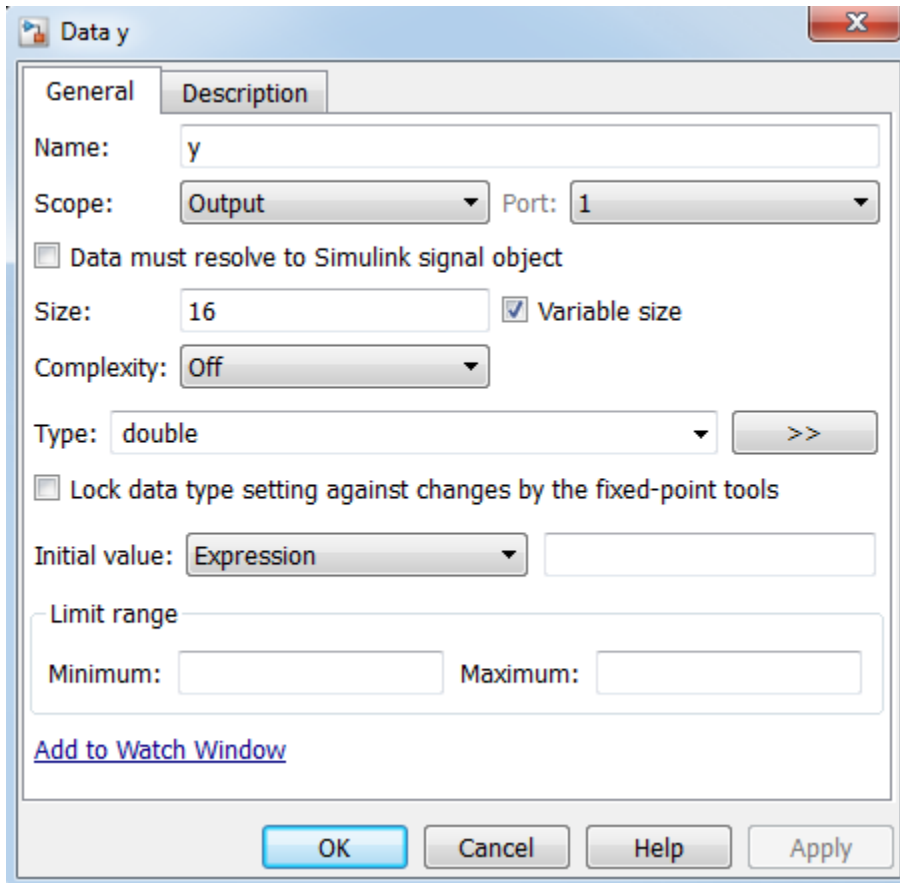 Data y
General Description
Name: y
Scope: Output Port: 1
Data must resolve to Simulink signal object
Size: 16 Variable size
Complexity: Off
Type: double >>
Lock data type setting against changes by the fixed-point tools
Initial value: Expression
Limit range
Minimum: Maximum:
Add to Watch Window
OK Cancel Help Apply